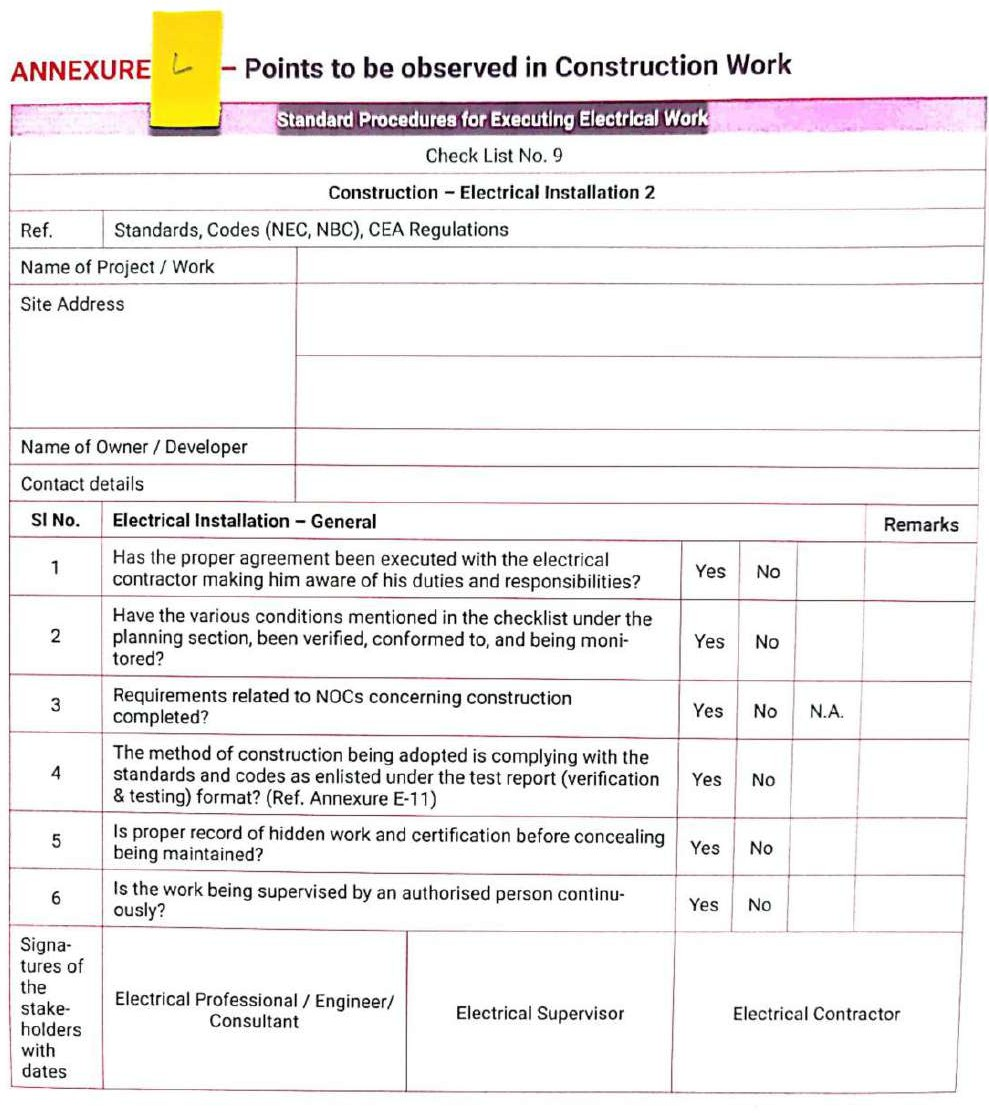 ANNEXURE L – Points to be observed in Construction Work
Standard Procedures for Executing Electrical Work
Check List No. 9
Construction – Electrical Installation 2
Ref. Standards, Codes (NEC, NBC), CEA Regulations
Name of Project / Work
Site Address
Name of Owner / Developer
Contact details
Sl No. Electrical Installation – General Remarks
1 Has the proper agreement been executed with the electrical
contractor making him aware of his duties and responsibilities? Yes No
2 Have the various conditions mentioned in the checklist under the
planning section, been verified, conformed to, and being moni-
tored? Yes No
3 Requirements related to NOCs concerning construction
completed? Yes No N.A.
4 The method of construction being adopted is complying with the
standards and codes as enlisted under the test report (verification
& testing) format? (Ref. Annexure E-11) Yes No
5 Is proper record of hidden work and certification before concealing
being maintained? Yes No
6 Is the work being supervised by an authorised person continu-
ously? Yes No
Signa-
tures of
the
stake-
holders
with
dates
Electrical Professional / Engineer/
Consultant
Electrical Supervisor
Electrical Contractor